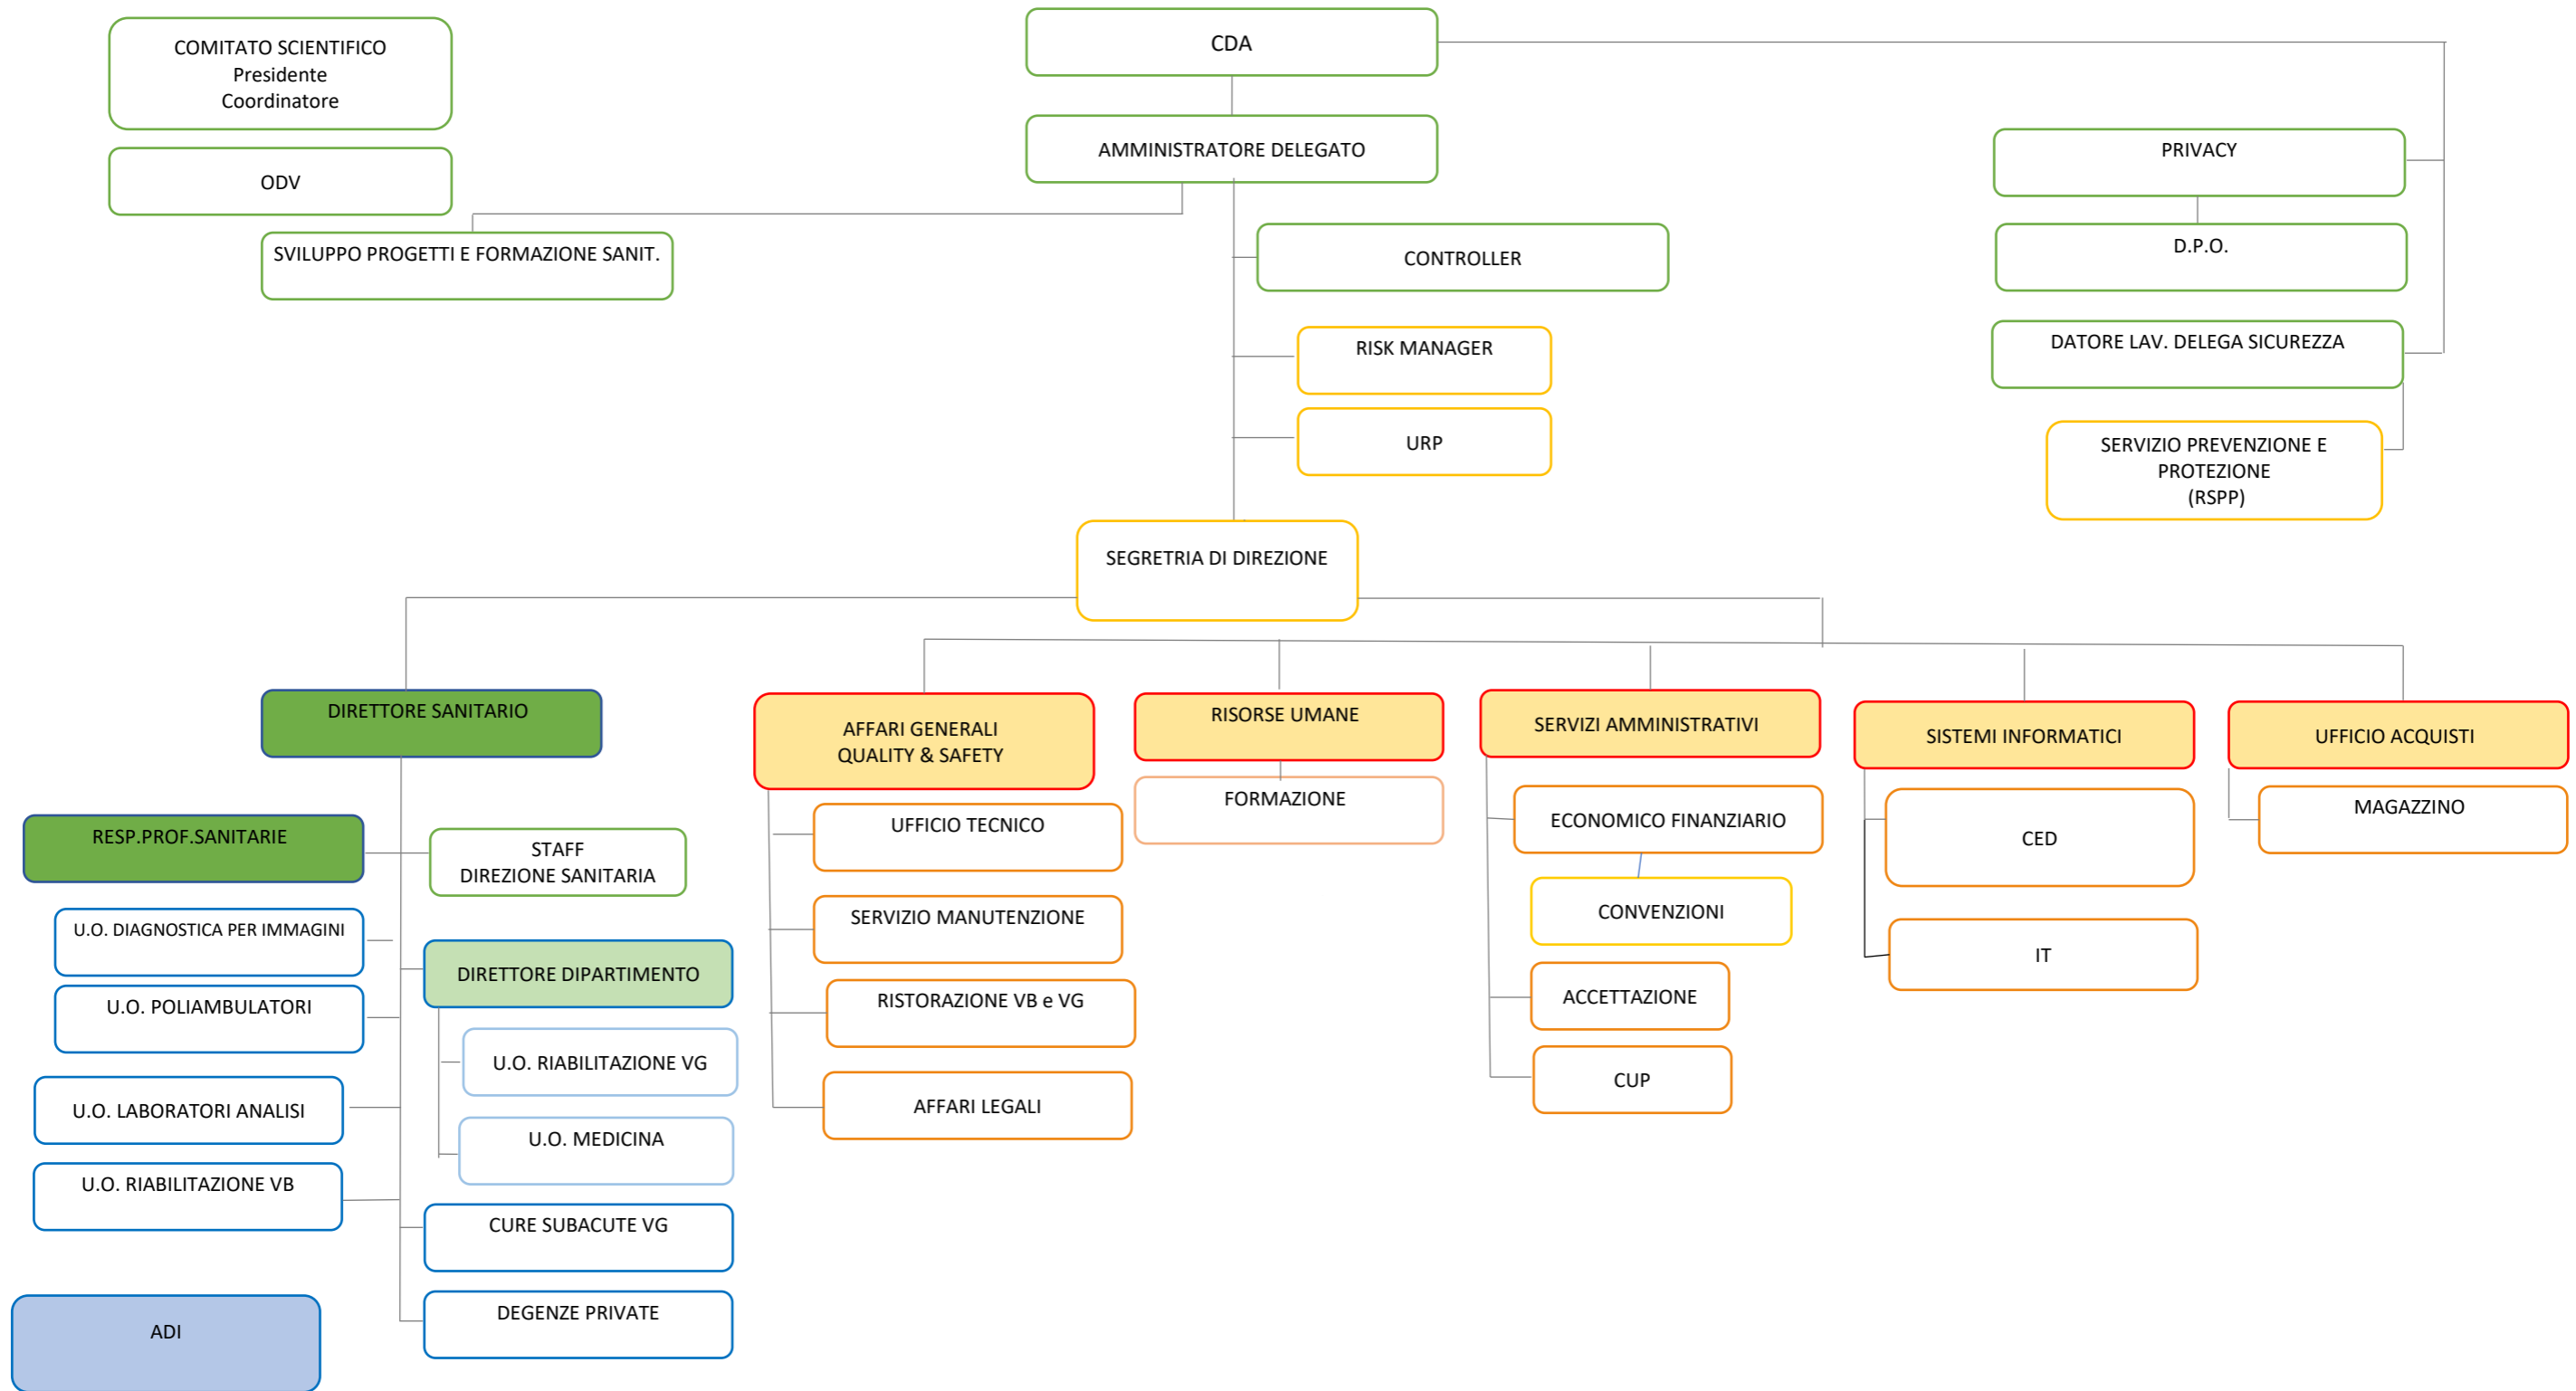 COMITATO SCIENTIFICO
Presidente
Coordinatore
ODV
CDA
AMMINISTRATORE DELEGATO
SVILUPPO PROGETTI E FORMAZIONE SANIT.
CONTROLLER
RISK MANAGER
URP
PRIVACY
D.P.O.
DATORE LAV. DELEGA SICUREZZA
SERVIZIO PREVENZIONE E
PROTEZIONE
(RSPP)
SEGRETRIA DI DIREZIONE
DIRETTORE SANITARIO
RESP.PROF.SANITARIE
STAFF
DIREZIONE SANITARIA
U.O. DIAGNOSTICA PER IMMAGINI
U.O. POLIAMBULATORI
U.O. LABORATORI ANALISI
U.O. RIABILITAZIONE VB
ADI
DIRETTORE DIPARTIMENTO
U.O. RIABILITAZIONE VG
U.O. MEDICINA
CURE SUBACUTE VG
DEGENZE PRIVATE
AFFARI GENERALI
QUALITY & SAFETY
UFFICIO TECNICO
SERVIZIO MANUTENZIONE
RISTORAZIONE VB e VG
AFFARI LEGALI
RISORSE UMANE
FORMAZIONE
SERVIZI AMMINISTRATIVI
ECONOMICO FINANZIARIO
CONVENZIONI
ACCETTAZIONE
CUP
SISTEMI INFORMATICI
CED
IT
UFFICIO ACQUISTI
MAGAZZINO